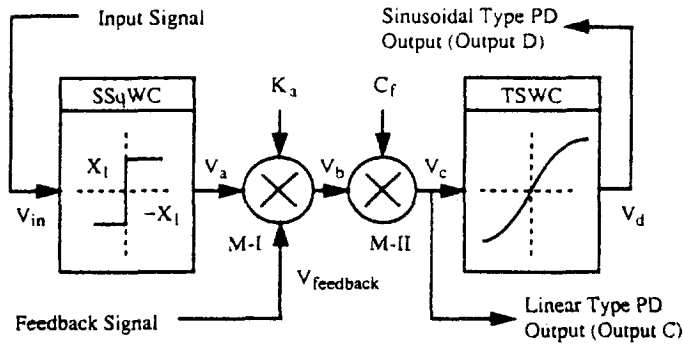 Input Signal
Sinusoidal Type PD
Output (Output D)
SSqWC
K_a
C_f
TSWC
X_1
-X_1
V_in
V_a
V_b
V_c
V_d
M-I
M-II
V_feedback
Feedback Signal
Linear Type PD
Output (Output C)